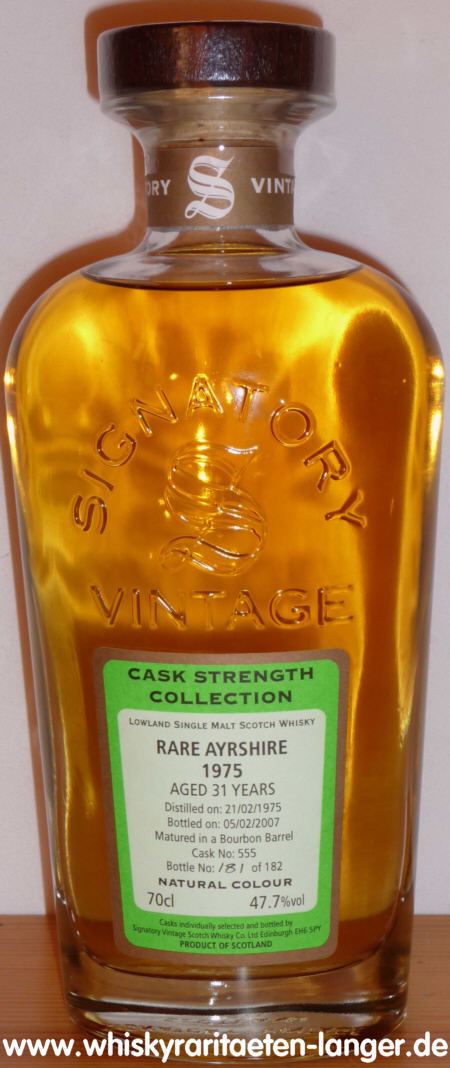 ORY S VINTAG
SIGNATORY
S
VINTAGE
CASK STRENGTH
COLLECTION
LOWLAND SINGLE MALT SCOTCH WHISKY
RARE AYRSHIRE
1975
AGED 31 YEARS
Distilled on: 21/02/1975
Bottled on: 05/02/2007
Matured in a Bourbon Barrel
Cask No: 555
Bottle No: 181 of 182
NATURAL COLOUR
70cl 47.7%vol
Casks individually selected and bottled by
Signatory Vintage Scotch Whisky Co. Ltd Edinburgh EH6 5PY
PRODUCT OF SCOTLAND
www.whiskyraritaeten-langer.de